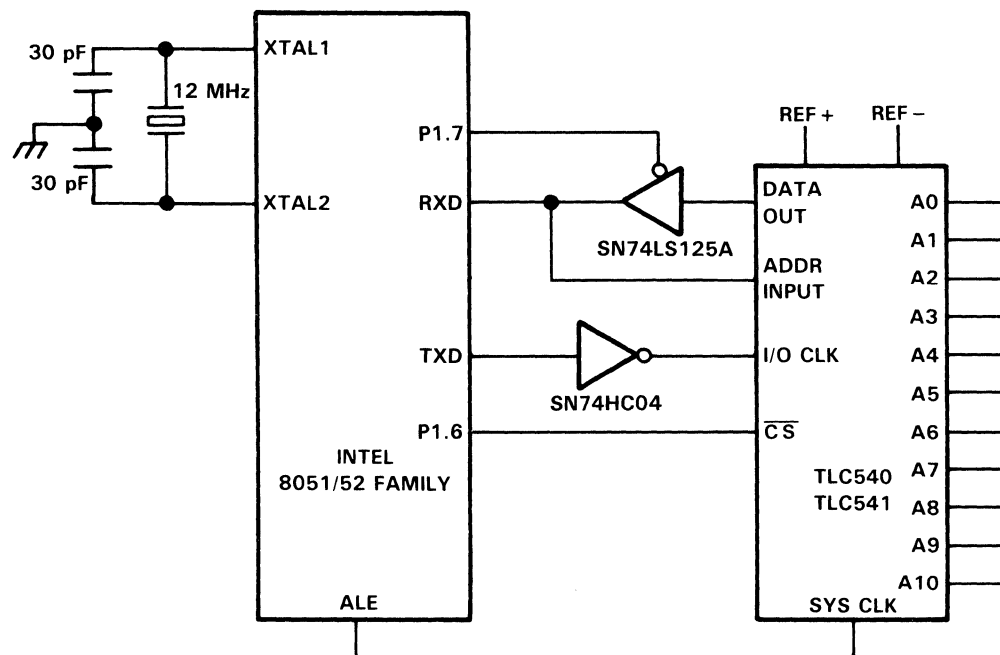 30 pF
XTAL1
12 MHz
30 pF
XTAL2
P1.7
RXD
TXD
P1.6
INTEL
8051/52 FAMILY
ALE
SN74LS125A
SN74HC04
REF+
REF−
DATA
OUT
ADDR
INPUT
I/O CLK
CS
TLC540
TLC541
SYS CLK
A0
A1
A2
A3
A4
A5
A6
A7
A8
A9
A10